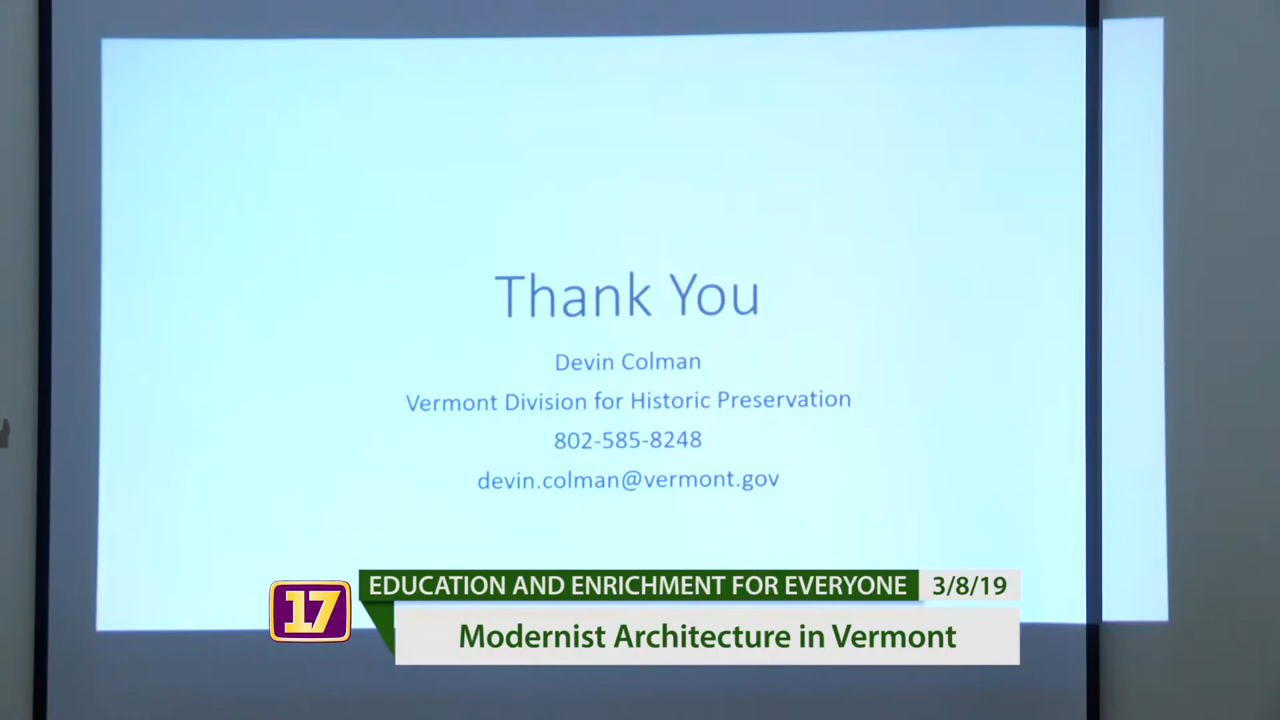 Thank You
Devin Colman
Vermont Division for Historic Preservation
802-585-8248
devin.colman@vermont.gov
EDUCATION AND ENRICHMENT FOR EVERYONE 3/8/19
17
Modernist Architecture in Vermont